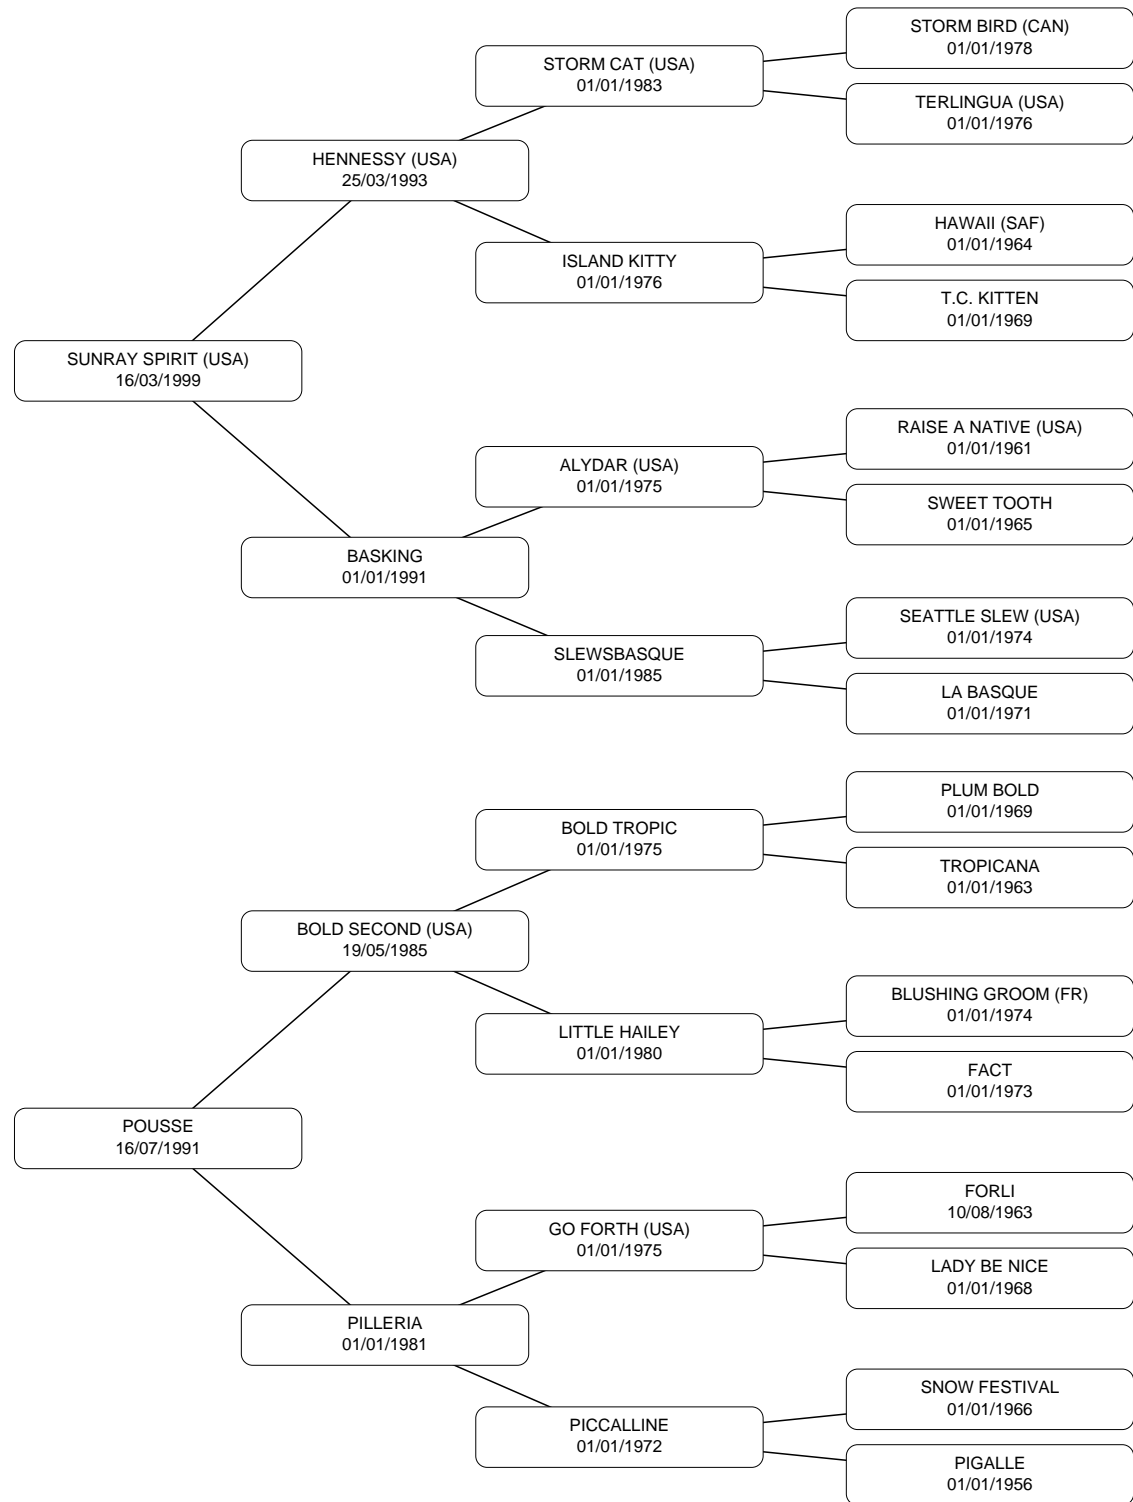 STORM BIRD (CAN)
01/01/1978
STORM CAT (USA)
01/01/1983
TERLINGUA (USA)
01/01/1976
HENNESSY (USA)
25/03/1993
HAWAII (SAF)
01/01/1964
ISLAND KITTY
01/01/1976
T.C. KITTEN
01/01/1969
SUNRAY SPIRIT (USA)
16/03/1999
RAISE A NATIVE (USA)
01/01/1961
ALYDAR (USA)
01/01/1975
SWEET TOOTH
01/01/1965
BASKING
01/01/1991
SEATTLE SLEW (USA)
01/01/1974
SLEWSBASQUE
01/01/1985
LA BASQUE
01/01/1971
PLUM BOLD
01/01/1969
BOLD TROPIC
01/01/1975
TROPICANA
01/01/1963
BOLD SECOND (USA)
19/05/1985
BLUSHING GROOM (FR)
01/01/1974
LITTLE HAILEY
01/01/1980
FACT
01/01/1973
POUSSE
16/07/1991
FORLI
10/08/1963
GO FORTH (USA)
01/01/1975
LADY BE NICE
01/01/1968
PILLERIA
01/01/1981
SNOW FESTIVAL
01/01/1966
PICCALLINE
01/01/1972
PIGALLE
01/01/1956